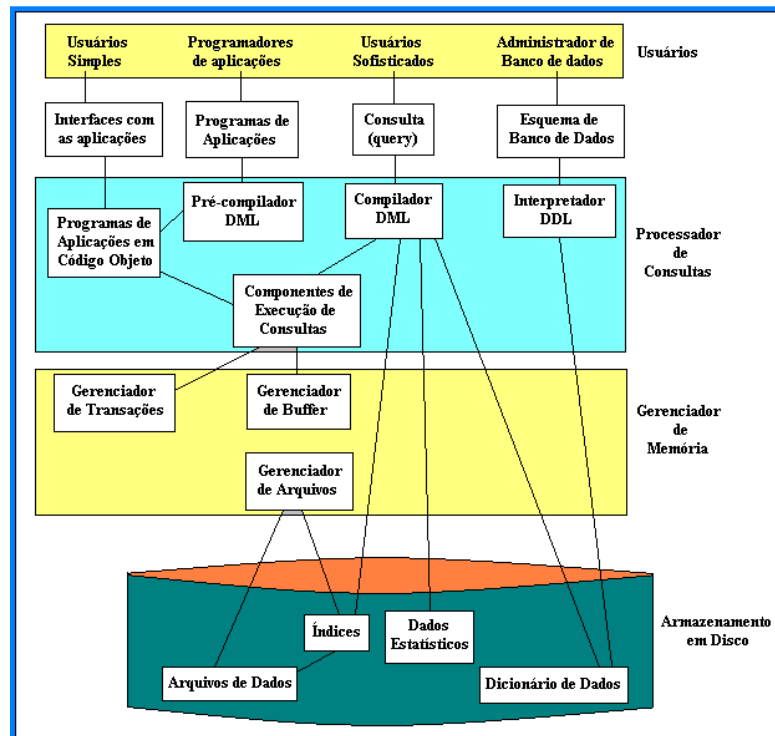 Usuários
Simples
Programadores
de aplicações
Usuários
Sofisticados
Administrador de
Banco de dados
Usuários
Interfaces com
as aplicações
Programas de
Aplicações
Consulta
(query)
Esquema de
Banco de Dados
Programas de
Aplicações em
Código Objeto
Pré-compilador
DML
Compilador
DML
Interpretador
DDL
Processador
de
Consultas
Componentes de
Execução de
Consultas
Gerenciador
de Transações
Gerenciador
de Buffer
Gerenciador
de
Memória
Gerenciador
de Arquivos
Índices
Dados
Estatísticos
Armazenamento
em Disco
Arquivos de Dados
Dicionário de Dados